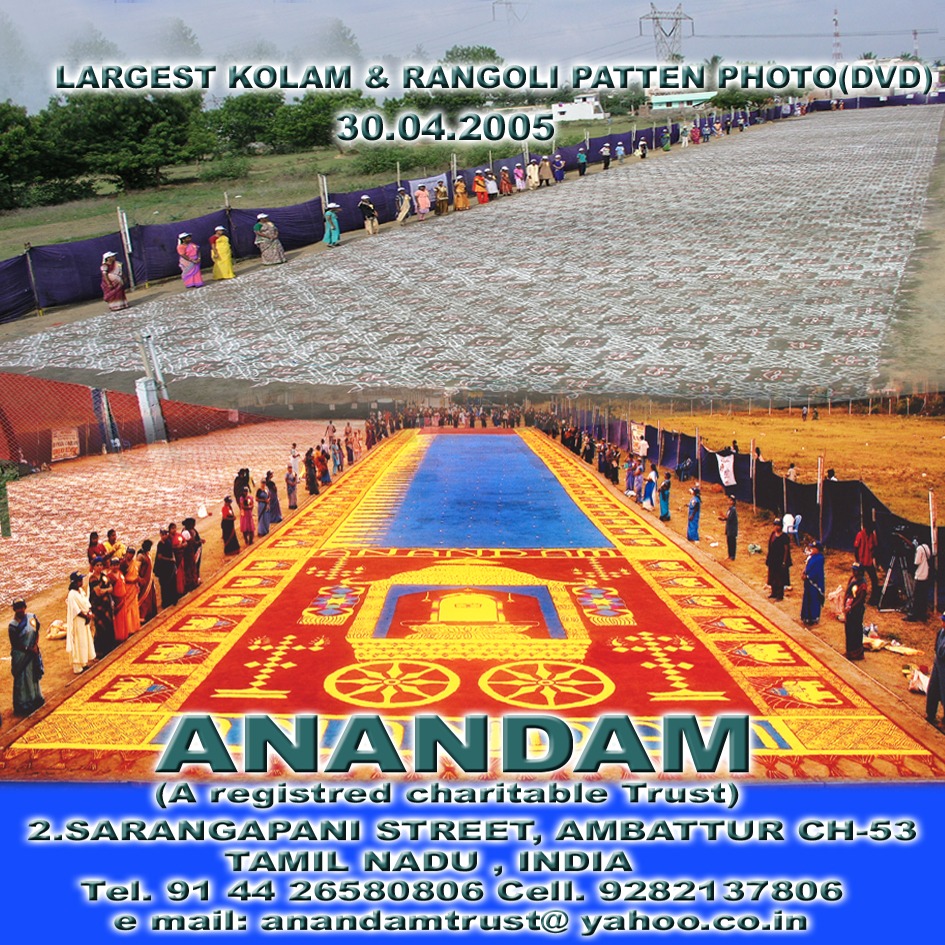 LARGEST KOLAM & RANGOLI PATTEN PHOTO(DVD)
30.04.2005
ANANDAM
ANANDAM
(A registred charitable Trust)
2.SARANGAPANI STREET, AMBATTUR CH-53
TAMIL NADU , INDIA
Tel. 91 44 26580806 Cell. 9282137806
e mail: anandamtrust@ yahoo.co.in